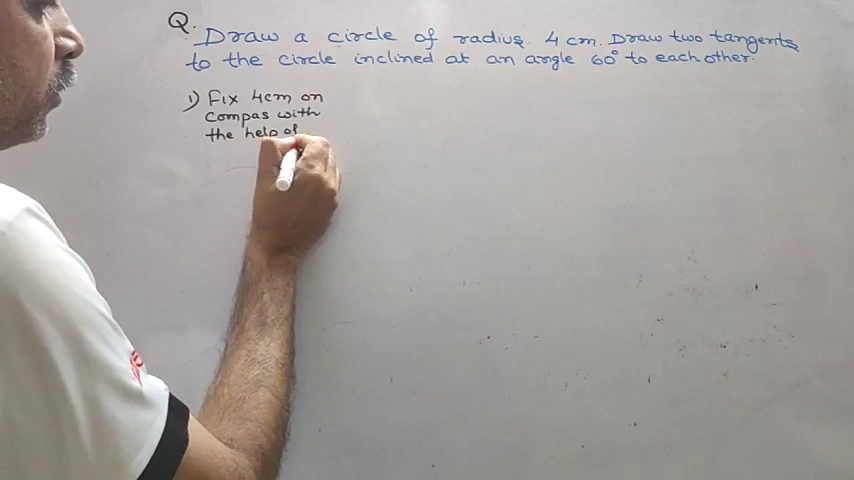 Q. Draw a circle of radius 4 cm. Draw two tangents
to the circle inclined at an angle 60° to each other.
1) Fix 4cm on
Compas with
the help of